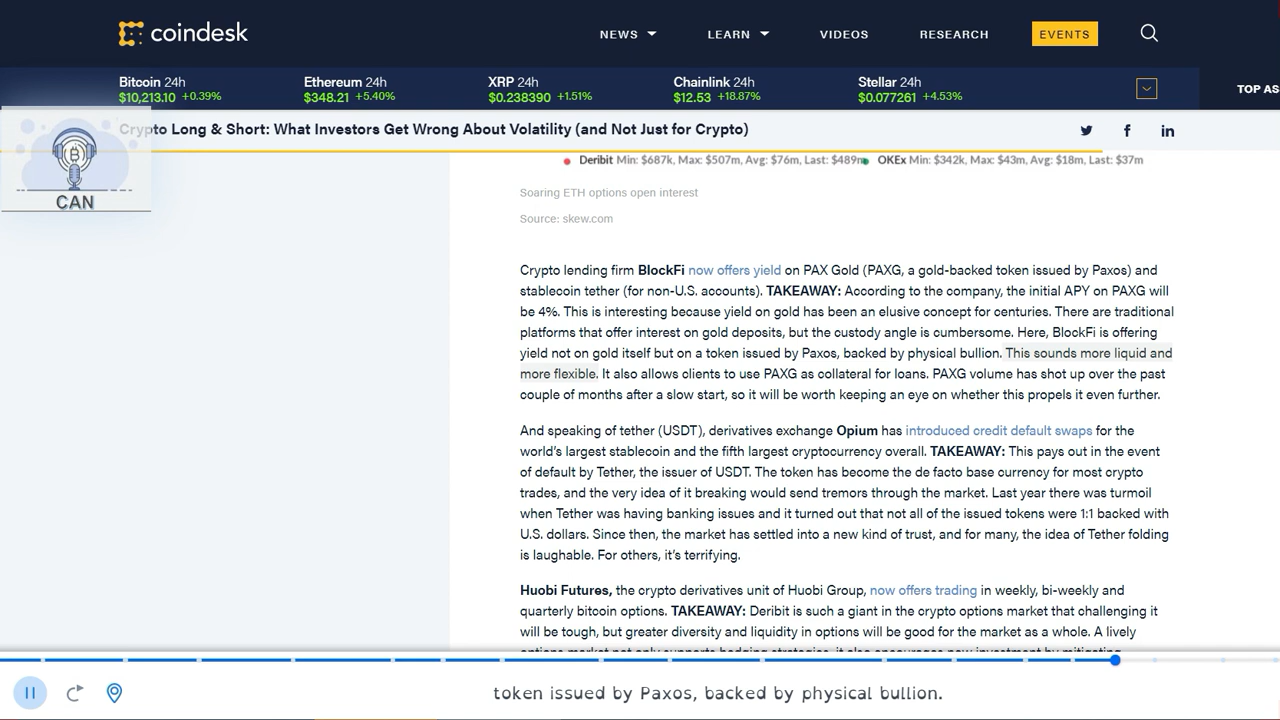 coindesk
NEWS
LEARN
VIDEOS
RESEARCH
EVENTS
Bitcoin 24h
$10,213.10 +0.39%
Ethereum 24h
$348.21 +5.40%
XRP 24h
$0.238390 +1.51%
Chainlink 24h
$12.53 +18.87%
Stellar 24h
$0.077261 +4.53%
TOP AS
Crypto Long & Short: What Investors Get Wrong About Volatility (and Not Just for Crypto)
CAN
Deribit Min: $687k, Max: $507m, Avg: $76m, Last: $489m OKEx Min: $342k, Max: $43m, Avg: $18m, Last: $37m
Soaring ETH options open interest
Source: skew.com
Crypto lending firm BlockFi now offers yield on PAX Gold (PAXG, a gold-backed token issued by Paxos) and
stablecoin tether (for non-U.S. accounts). TAKEAWAY: According to the company, the initial APY on PAXG will
be 4%. This is interesting because yield on gold has been an elusive concept for centuries. There are traditional
platforms that offer interest on gold deposits, but the custody angle is cumbersome. Here, BlockFi is offering
yield not on gold itself but on a token issued by Paxos, backed by physical bullion. This sounds more liquid and
more flexible. It also allows clients to use PAXG as collateral for loans. PAXG volume has shot up over the past
couple of months after a slow start, so it will be worth keeping an eye on whether this propels it even further.
And speaking of tether (USDT), derivatives exchange Opium has introduced credit default swaps for the
world's largest stablecoin and the fifth largest cryptocurrency overall. TAKEAWAY: This pays out in the event
of default by Tether, the issuer of USDT. The token has become the de facto base currency for most crypto
trades, and the very idea of it breaking would send tremors through the market. Last year there was turmoil
when Tether was having banking issues and it turned out that not all of the issued tokens were 1:1 backed with
U.S. dollars. Since then, the market has settled into a new kind of trust, and for many, the idea of Tether folding
is laughable. For others, it's terrifying.
Huobi Futures, the crypto derivatives unit of Huobi Group, now offers trading in weekly, bi-weekly and
quarterly bitcoin options. TAKEAWAY: Deribit is such a giant in the crypto options market that challenging it
will be tough, but greater diversity and liquidity in options will be good for the market as a whole. A lively
options market not only supports hedging strategies, it also encourages new investment by mitigating
token issued by Paxos, backed by physical bullion.